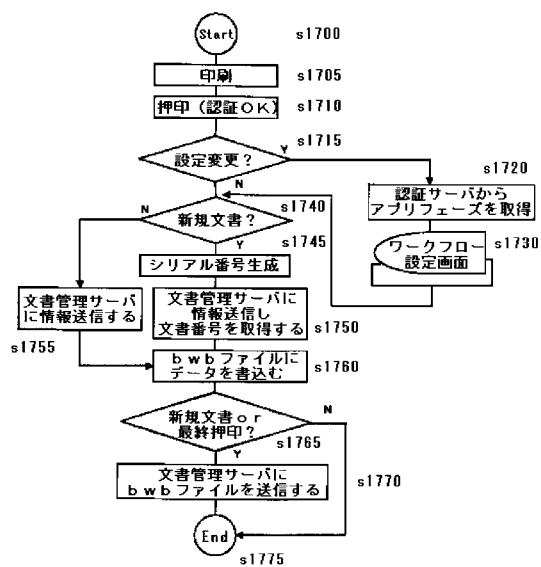 Start
s1700
印刷
s1705
押印（認証ＯＫ）
s1710
s1715
設定変更？
Y
N
s1720
認証サーバから
アプリフェーズを取得
s1730
ワークフロー
設定画面
s1740
新規文書？
N
Y
s1745
シリアル番号生成
文書管理サーバ
に情報送信する
s1755
文書管理サーバに
情報送信し
文書番号を取得する
s1750
ｂｗｂファイルに
データを書込む
s1760
新規文書ｏｒ
最終押印？
N
s1765
Y
文書管理サーバに
ｂｗｂファイルを送信する
s1770
End
s1775